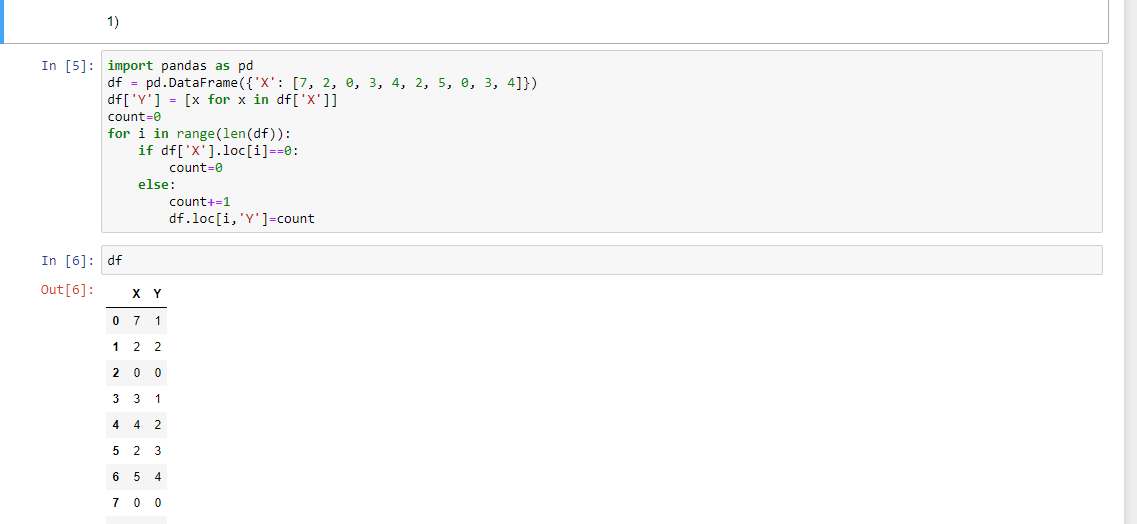 1)
In [5]: import pandas as pd
df = pd.DataFrame({'X': [7, 2, 0, 3, 4, 2, 5, 0, 3, 4]})
df['Y'] = [x for x in df['X']]
count=0
for i in range(len(df)):
    if df['X'].loc[i]==0:
        count=0
    else:
        count+=1
        df.loc[i,'Y']=count
In [6]: df
Out[6]:
X Y
0 7 1
1 2 2
2 0 0
3 3 1
4 4 2
5 2 3
6 5 4
7 0 0